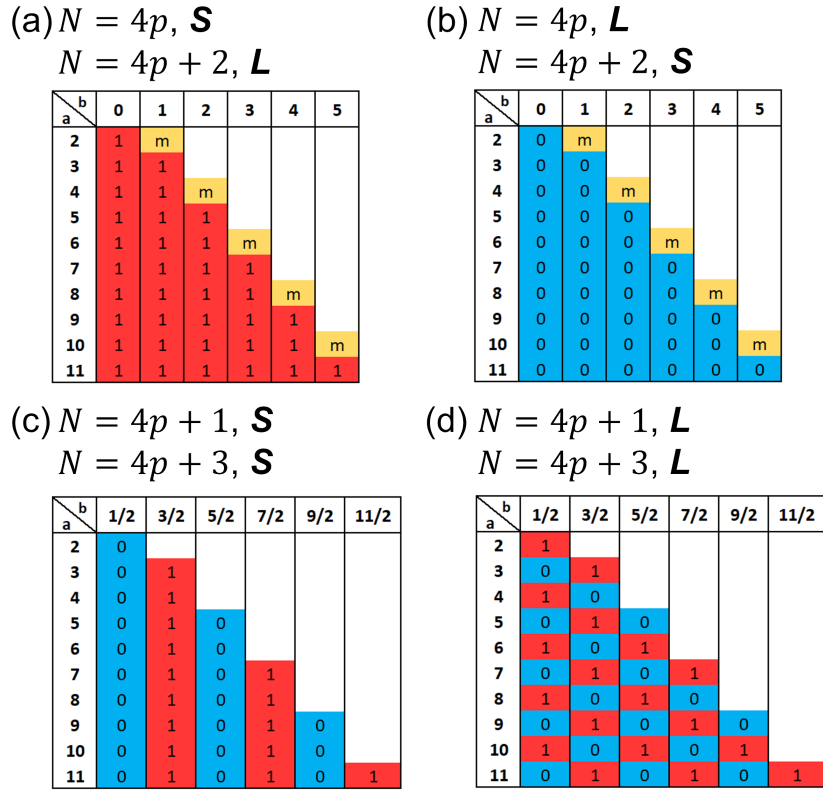 (a) N = 4p, S
N = 4p + 2, L
a b 0 1 2 3 4 5
2 1 m
3 1 1
4 1 1 m
5 1 1 1
6 1 1 1 m
7 1 1 1 1
8 1 1 1 1 m
9 1 1 1 1 1
10 1 1 1 1 1 m
11 1 1 1 1 1 1
(b) N = 4p, L
N = 4p + 2, S
a b 0 1 2 3 4 5
2 0 m
3 0 0
4 0 0 m
5 0 0 0
6 0 0 0 m
7 0 0 0 0
8 0 0 0 0 m
9 0 0 0 0 0
10 0 0 0 0 0 m
11 0 0 0 0 0 0
(c) N = 4p + 1, S
N = 4p + 3, S
a b 1/2 3/2 5/2 7/2 9/2 11/2
2 0
3 0 1
4 0 1
5 0 1 0
6 0 1 0
7 0 1 0 1
8 0 1 0 1
9 0 1 0 1 0
10 0 1 0 1 0
11 0 1 0 1 0 1
(d) N = 4p + 1, L
N = 4p + 3, L
a b 1/2 3/2 5/2 7/2 9/2 11/2
2 1
3 0 1
4 1 0
5 0 1 0
6 1 0 1
7 0 1 0 1
8 1 0 1 0
9 0 1 0 1 0
10 1 0 1 0 1
11 0 1 0 1 0 1